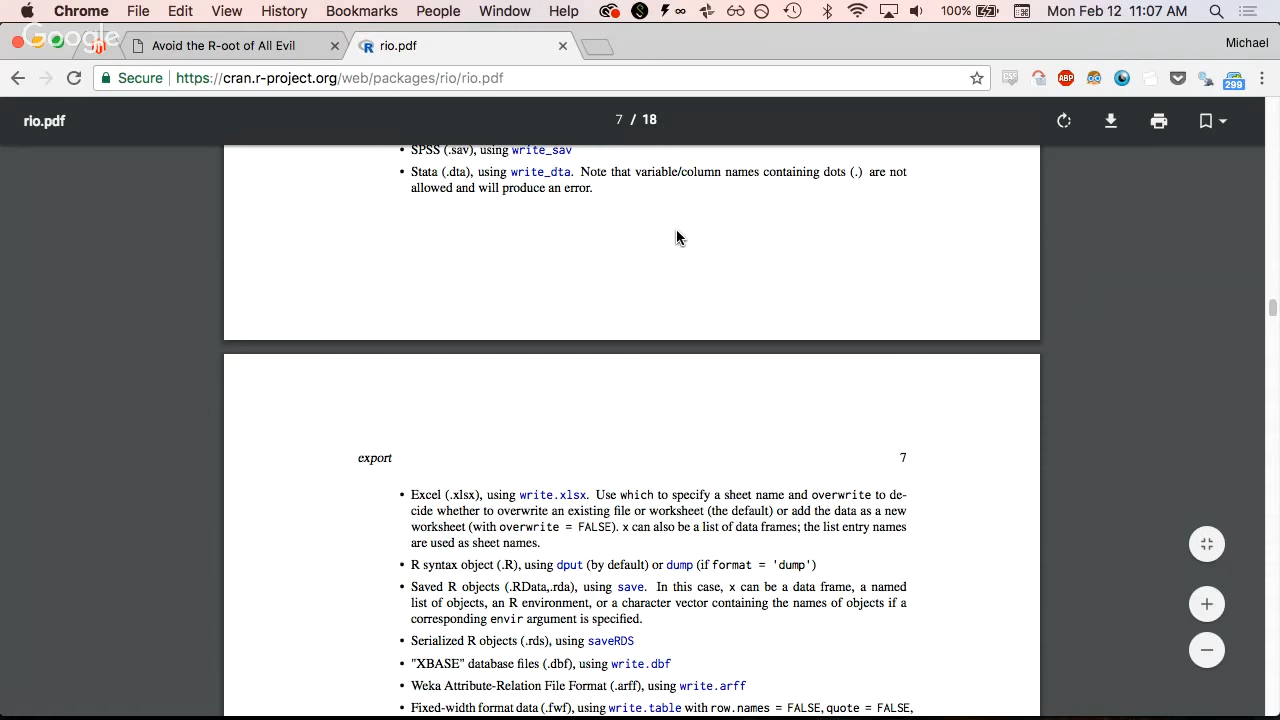 Chrome File Edit View History Bookmarks People Window Help 100% Mon Feb 12 11:07 AM
Google
Avoid the R-oot of All Evil rio.pdf Michael
Secure https://cran.r-project.org/web/packages/rio/rio.pdf CSS ABP 299
rio.pdf 7 / 18
• SPSS (.sav), using write_sav
• Stata (.dta), using write_dta. Note that variable/column names containing dots (.) are not
allowed and will produce an error.
export 7
• Excel (.xlsx), using write.xlsx. Use which to specify a sheet name and overwrite to de-
cide whether to overwrite an existing file or worksheet (the default) or add the data as a new
worksheet (with overwrite = FALSE). x can also be a list of data frames; the list entry names
are used as sheet names.
• R syntax object (.R), using dput (by default) or dump (if format = 'dump')
• Saved R objects (.RData,.rda), using save. In this case, x can be a data frame, a named
list of objects, an R environment, or a character vector containing the names of objects if a
corresponding envir argument is specified.
• Serialized R objects (.rds), using saveRDS
• "XBASE" database files (.dbf), using write.dbf
• Weka Attribute-Relation File Format (.arff), using write.arff
• Fixed-width format data (.fwf), using write.table with row.names = FALSE, quote = FALSE,